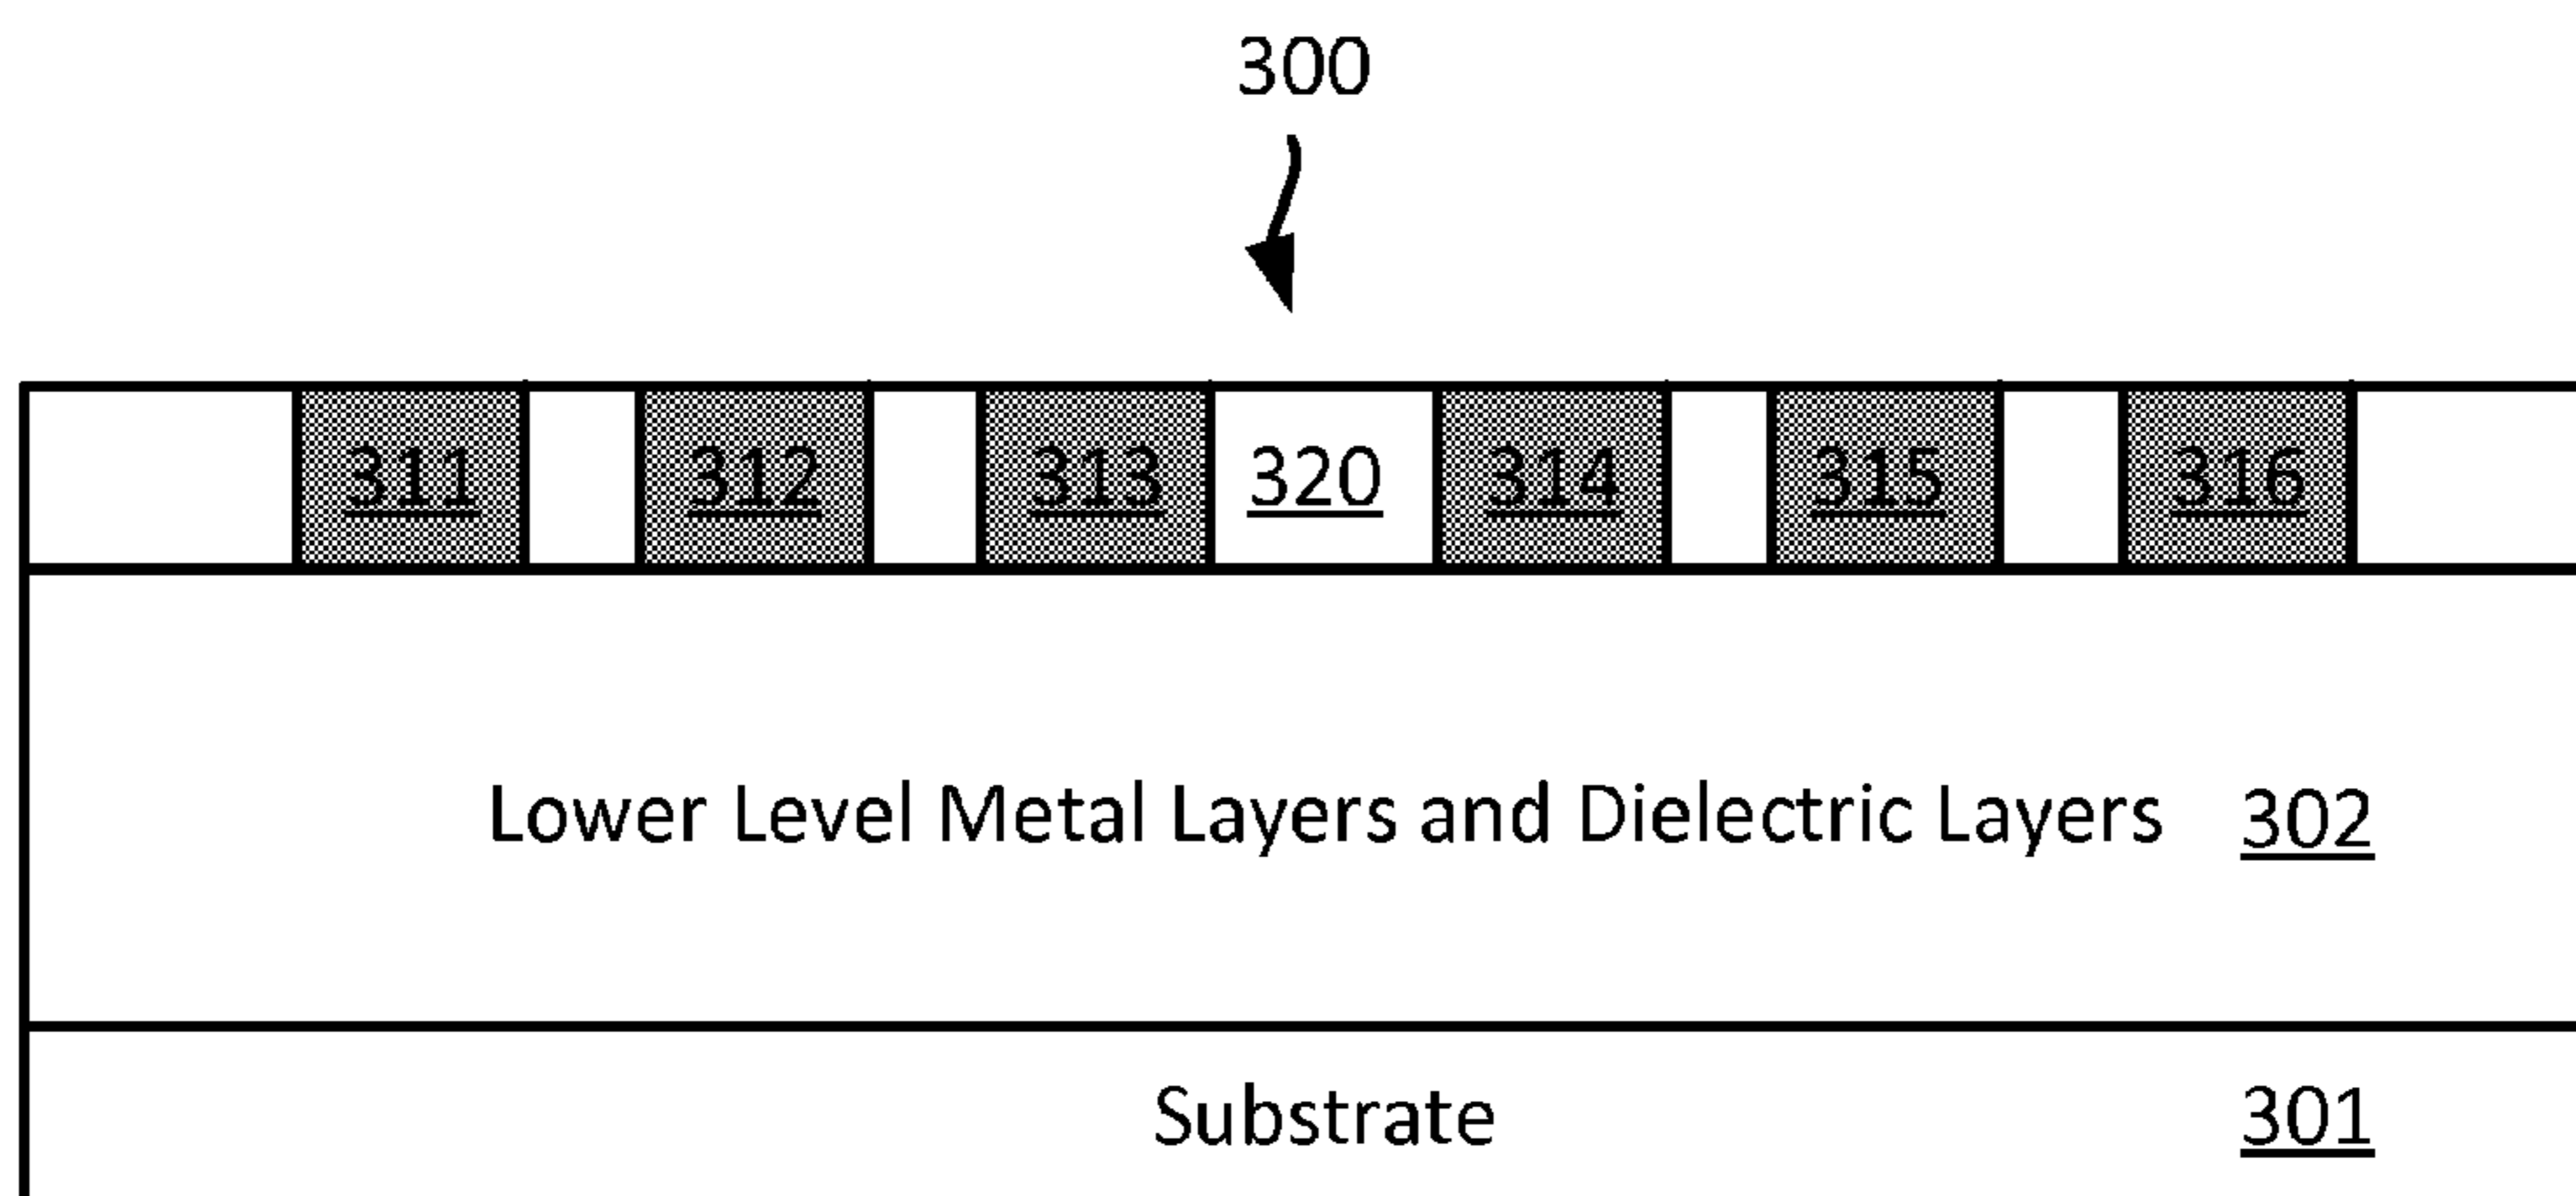 300
311 312 313 320 314 315 316
Lower Level Metal Layers and Dielectric Layers 302
Substrate 301